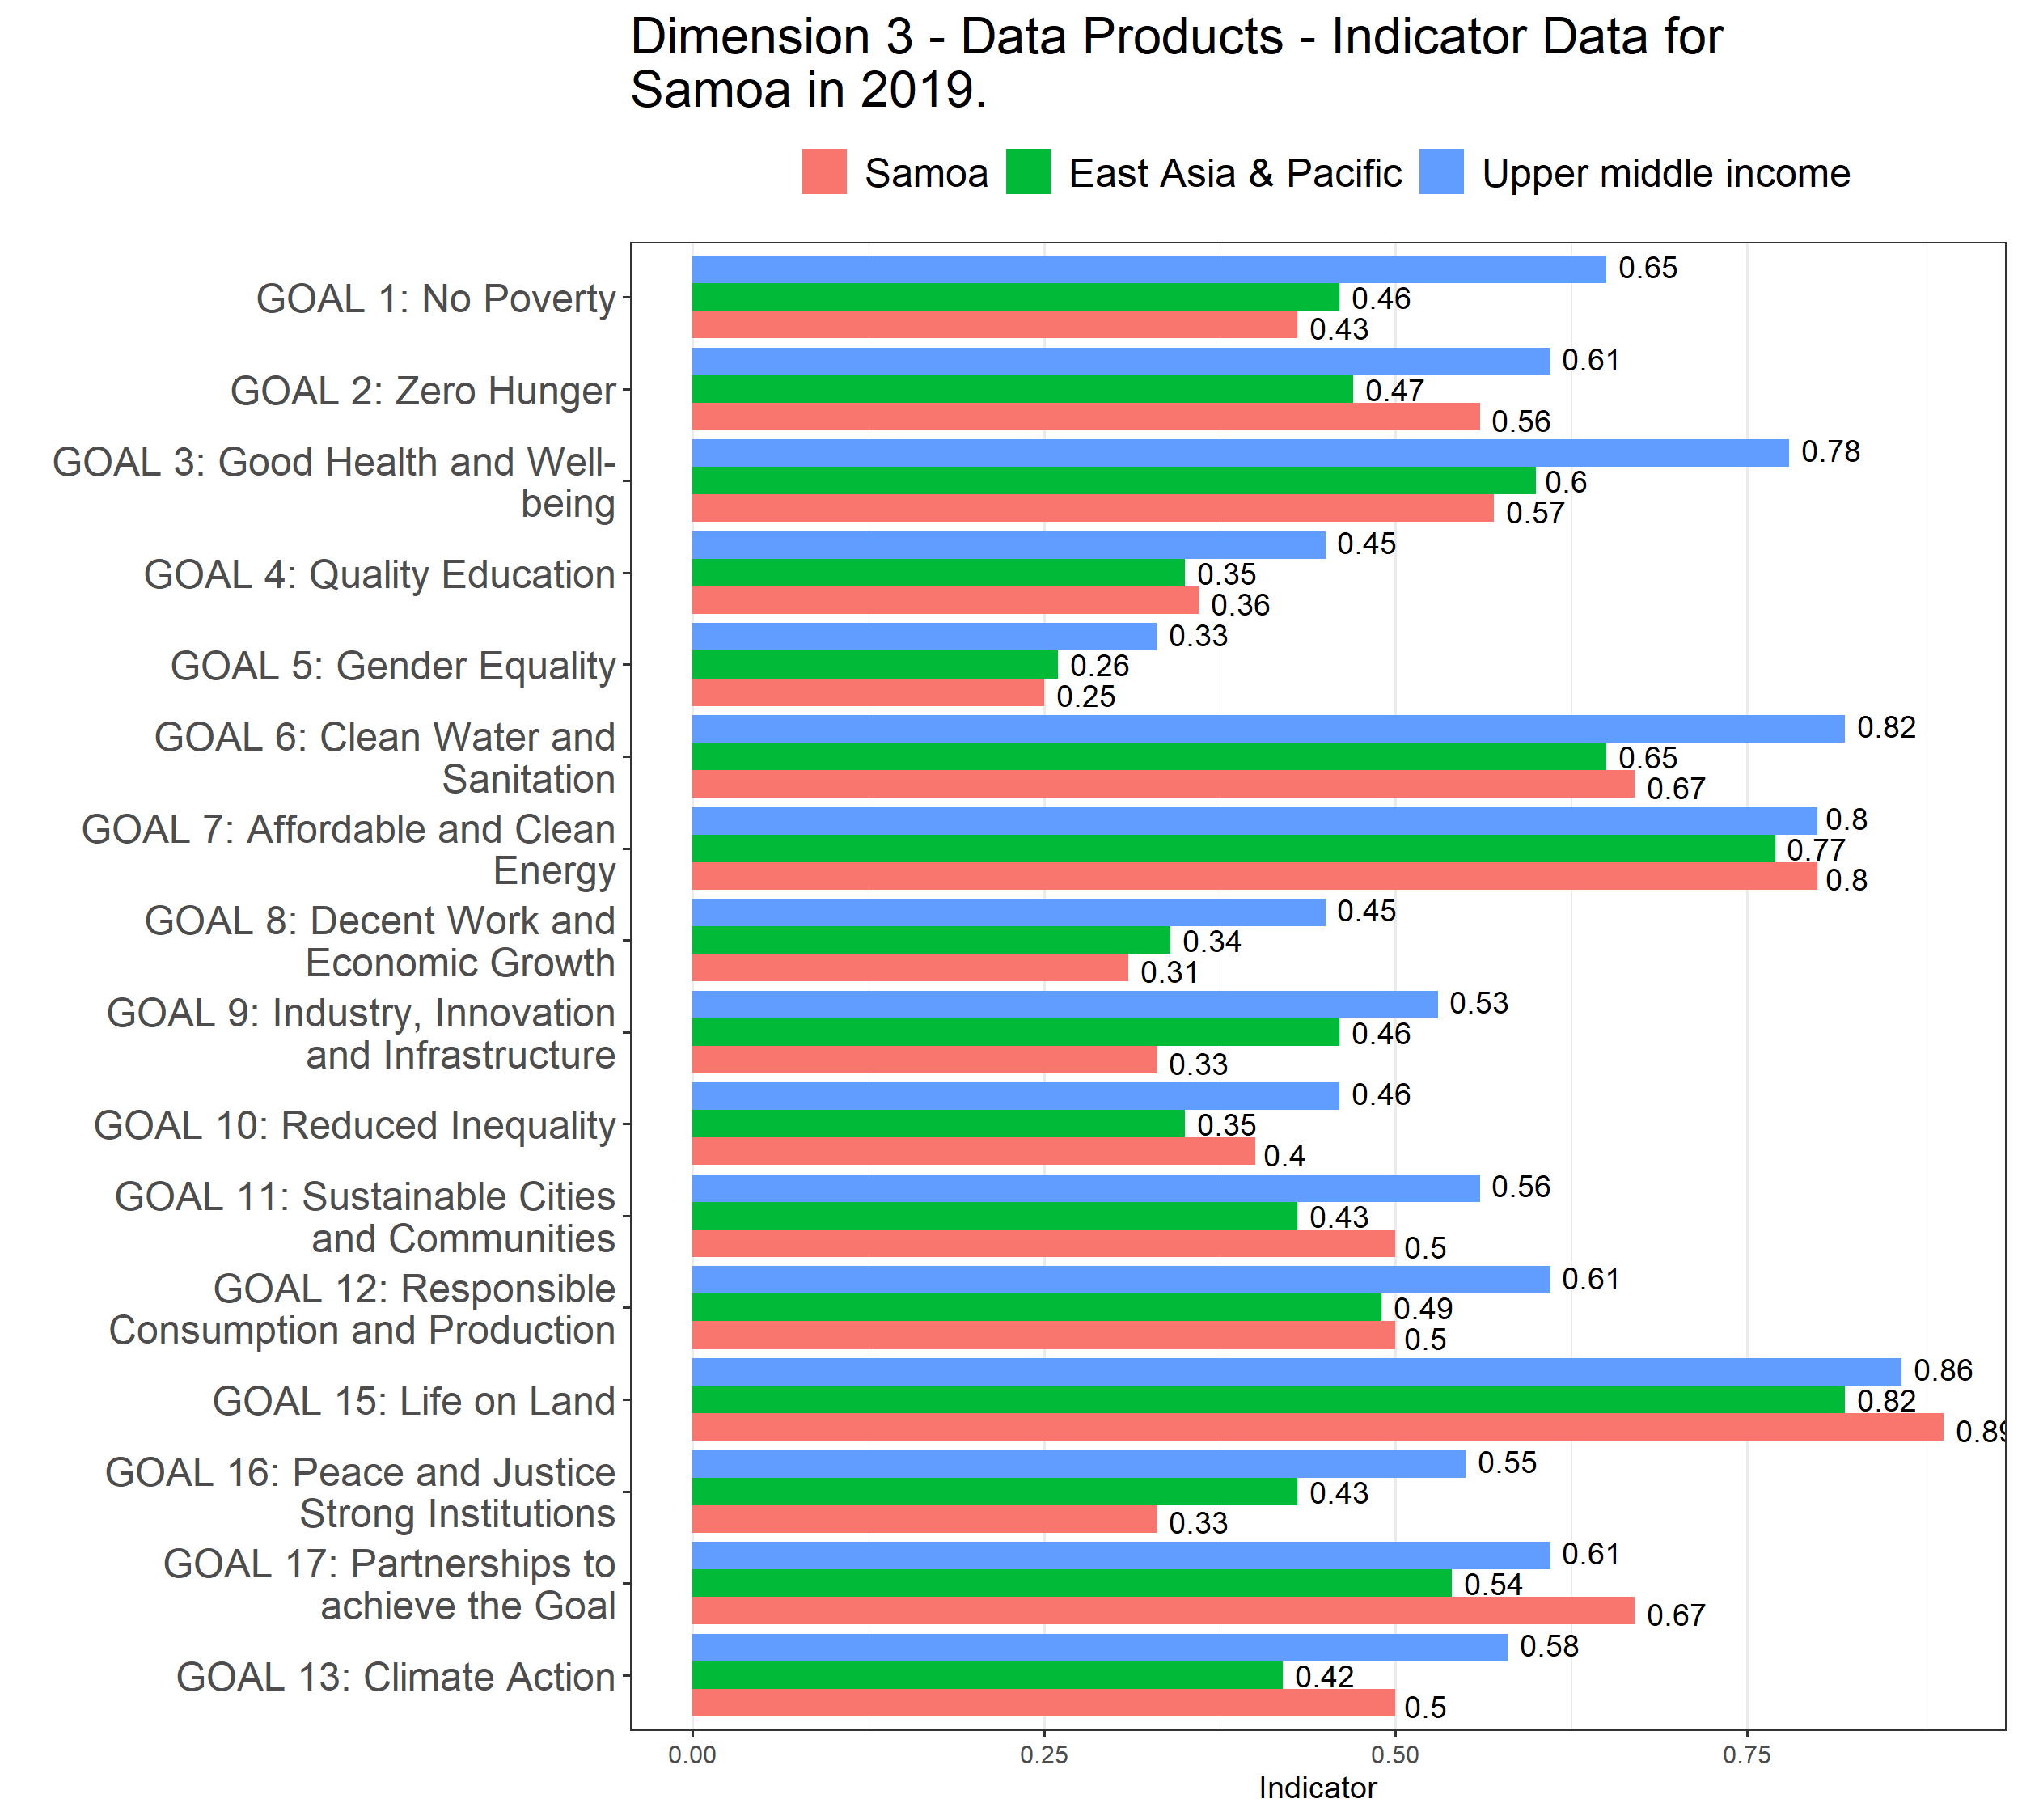 Dimension 3 - Data Products - Indicator Data for
Samoa in 2019.
Samoa East Asia & Pacific Upper middle income
GOAL 1: No Poverty
0.65
0.46
0.43
GOAL 2: Zero Hunger
0.61
0.47
0.56
GOAL 3: Good Health and Well-
being
0.78
0.6
0.57
GOAL 4: Quality Education
0.45
0.35
0.36
GOAL 5: Gender Equality
0.33
0.26
0.25
GOAL 6: Clean Water and
Sanitation
0.82
0.65
0.67
GOAL 7: Affordable and Clean
Energy
0.8
0.77
0.8
GOAL 8: Decent Work and
Economic Growth
0.45
0.34
0.31
GOAL 9: Industry, Innovation
and Infrastructure
0.53
0.46
0.33
GOAL 10: Reduced Inequality
0.46
0.35
0.4
GOAL 11: Sustainable Cities
and Communities
0.56
0.43
0.5
GOAL 12: Responsible
Consumption and Production
0.61
0.49
0.5
GOAL 15: Life on Land
0.86
0.82
0.89
GOAL 16: Peace and Justice
Strong Institutions
0.55
0.43
0.33
GOAL 17: Partnerships to
achieve the Goal
0.61
0.54
0.67
GOAL 13: Climate Action
0.58
0.42
0.5
0.00 0.25 0.50 0.75
Indicator